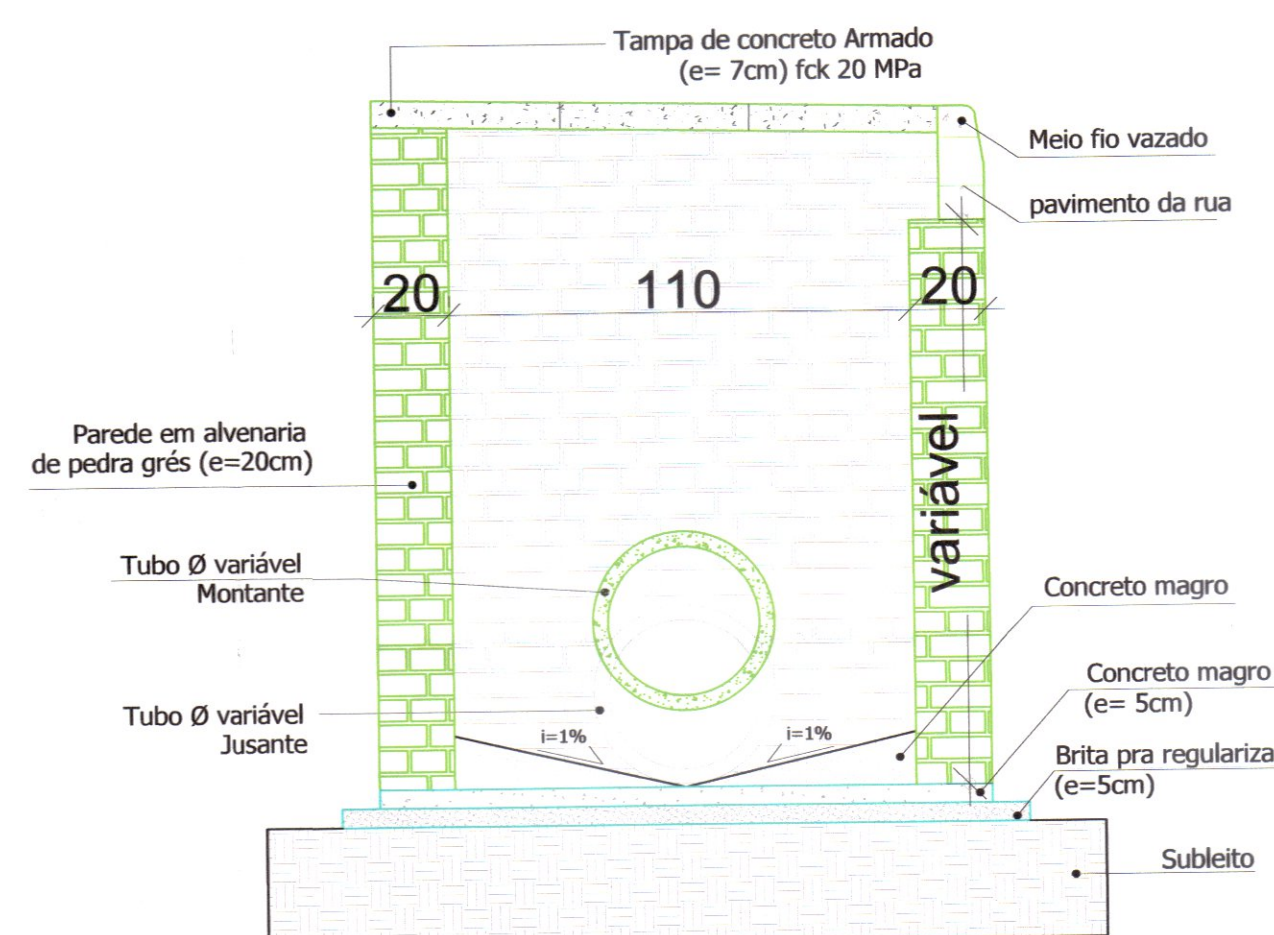 Tampa de concreto Armado
(e= 7cm) fck 20 MPa
Meio fio vazado
pavimento da rua
20
110
20
Parede em alvenaria
de pedra grés (e=20cm)
variável
Tubo Ø variável
Montante
Concreto magro
Concreto magro
(e= 5cm)
Tubo Ø variável
Jusante
i=1%
i=1%
Brita pra regulariza
(e=5cm)
Subleito